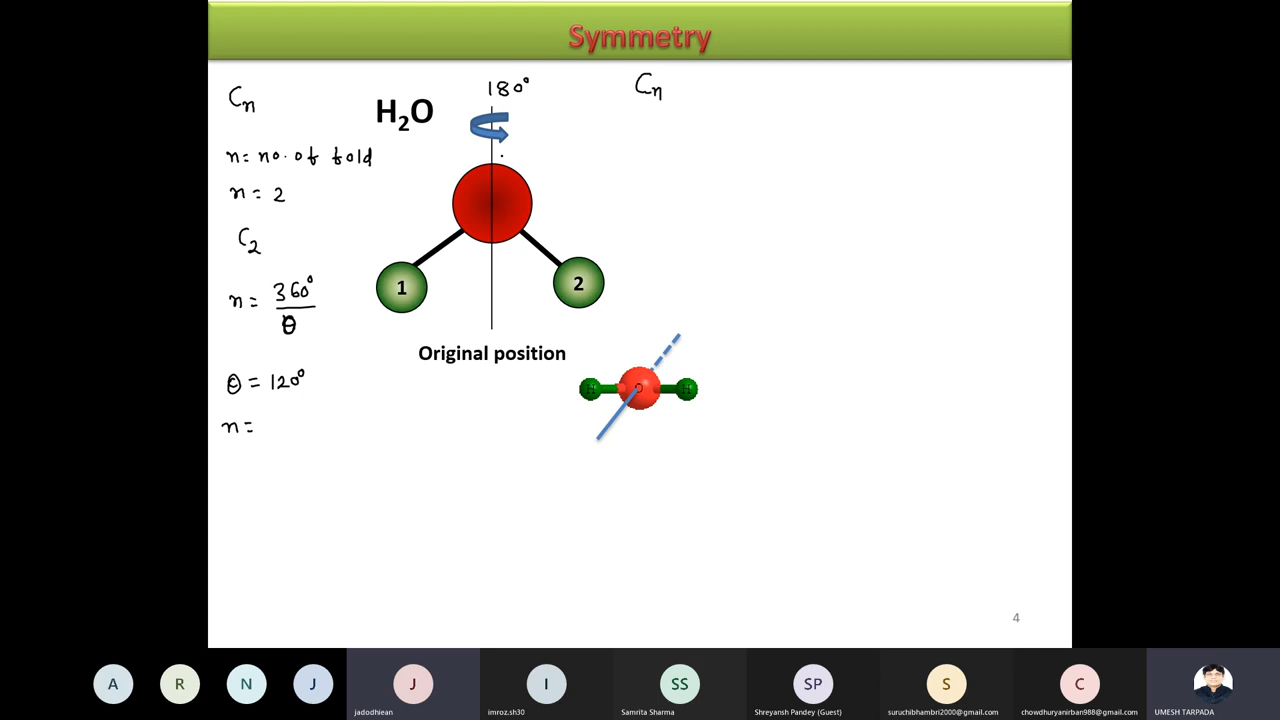 Symmetry
Cn
n = no. of fold
n = 2
C2
n = 360° / θ
θ = 120°
n =
H2O
180°
Cn
1
2
Original position
H
O
H
4
A
R
N
J
J
jadodhiean
I
imroz.sh30
SS
Samrita Sharma
SP
Shreyansh Pandey (Guest)
S
suruchibhambri2000@gmail.com
C
chowdhuryanirban988@gmail.com
UMESH TARPADA